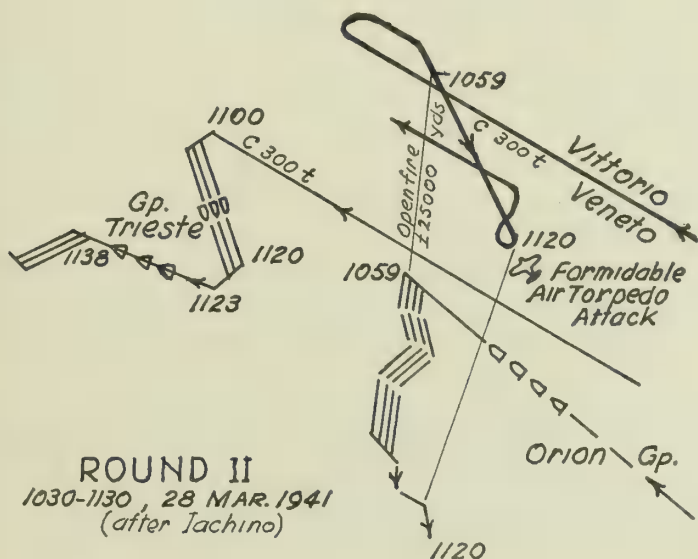 1059
1100
C 300 t
C 300 t
Vittorio
Veneto
Open fire
±25000 yds
Gp.
Trieste
1138
1120
1123
1059
1120
Formidable
Air Torpedo
Attack
Orion Gp.
ROUND II
1030-1130, 28 MAR. 1941
(after Iachino)
1120